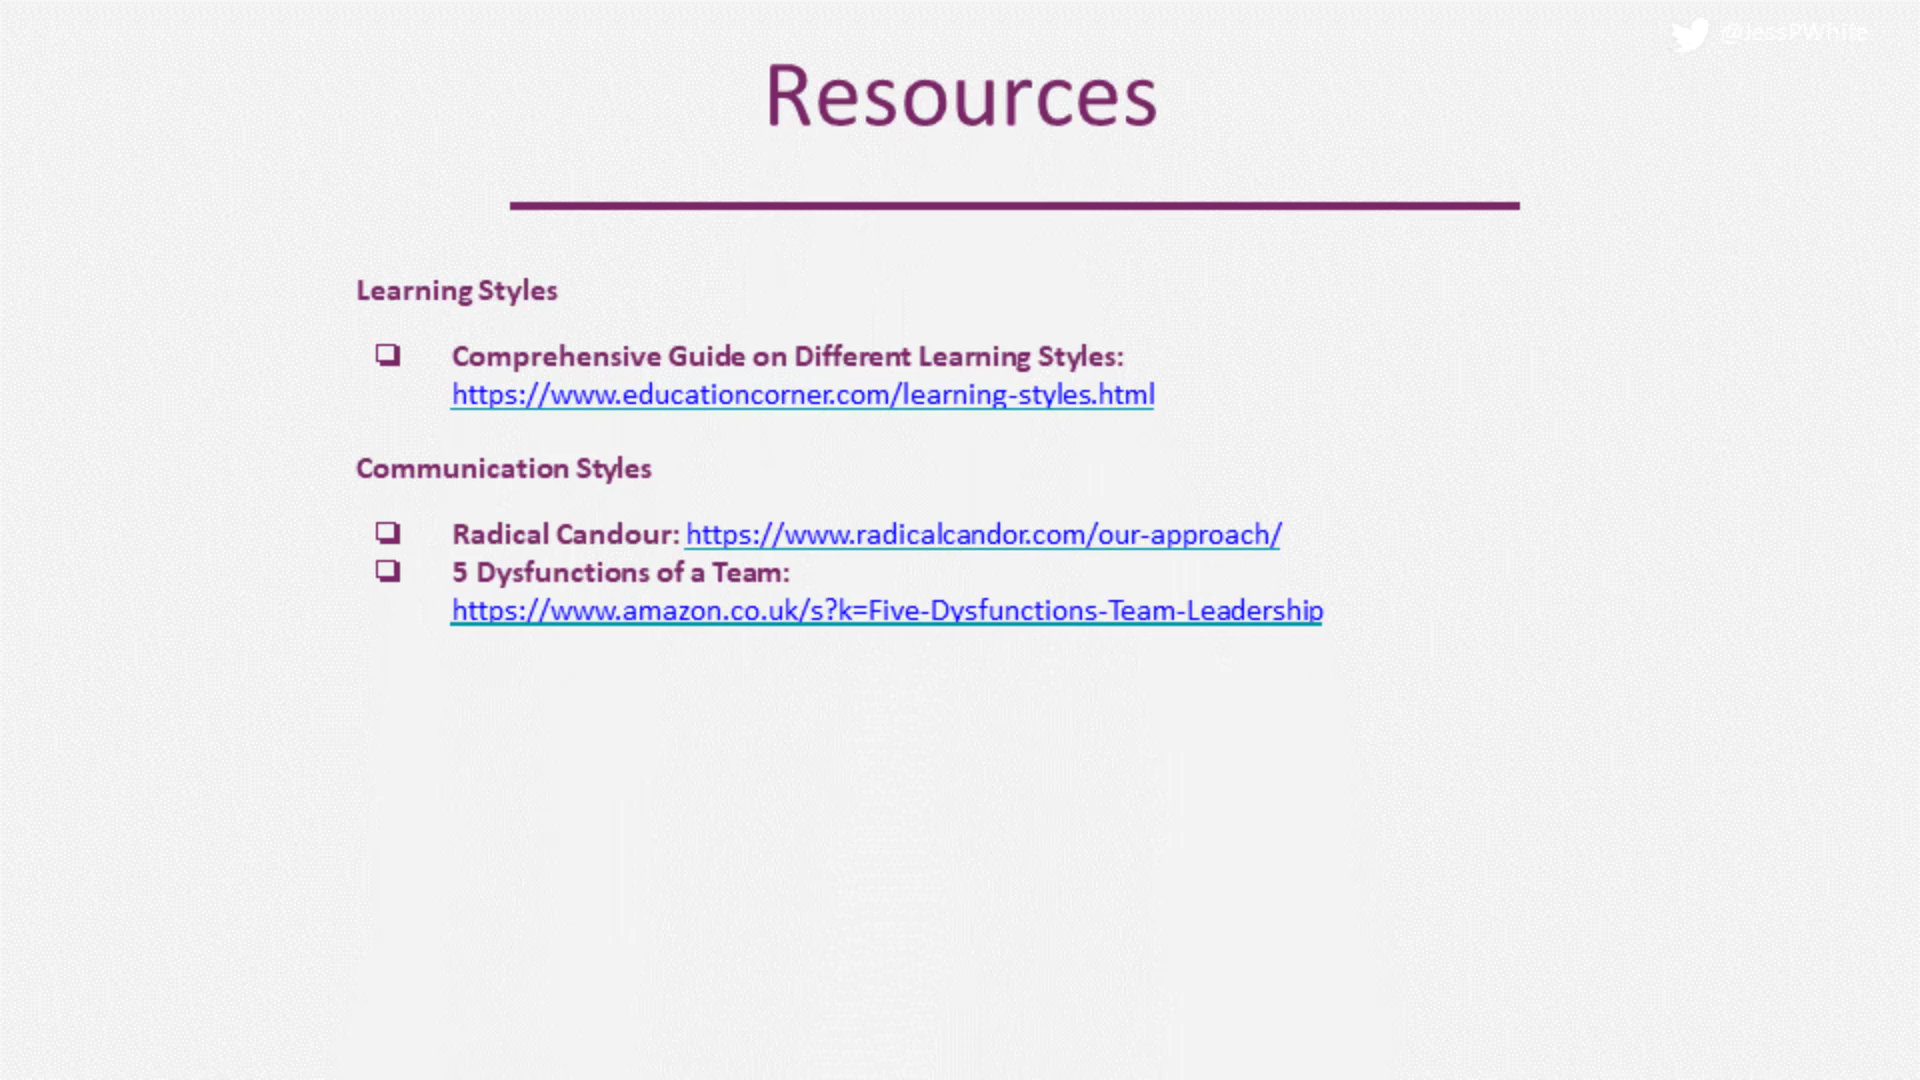 @JessPWhite
Resources
Learning Styles
❑ Comprehensive Guide on Different Learning Styles:
https://www.educationcorner.com/learning-styles.html
Communication Styles
❑ Radical Candour: https://www.radicalcandor.com/our-approach/
❑ 5 Dysfunctions of a Team:
https://www.amazon.co.uk/s?k=Five-Dysfunctions-Team-Leadership